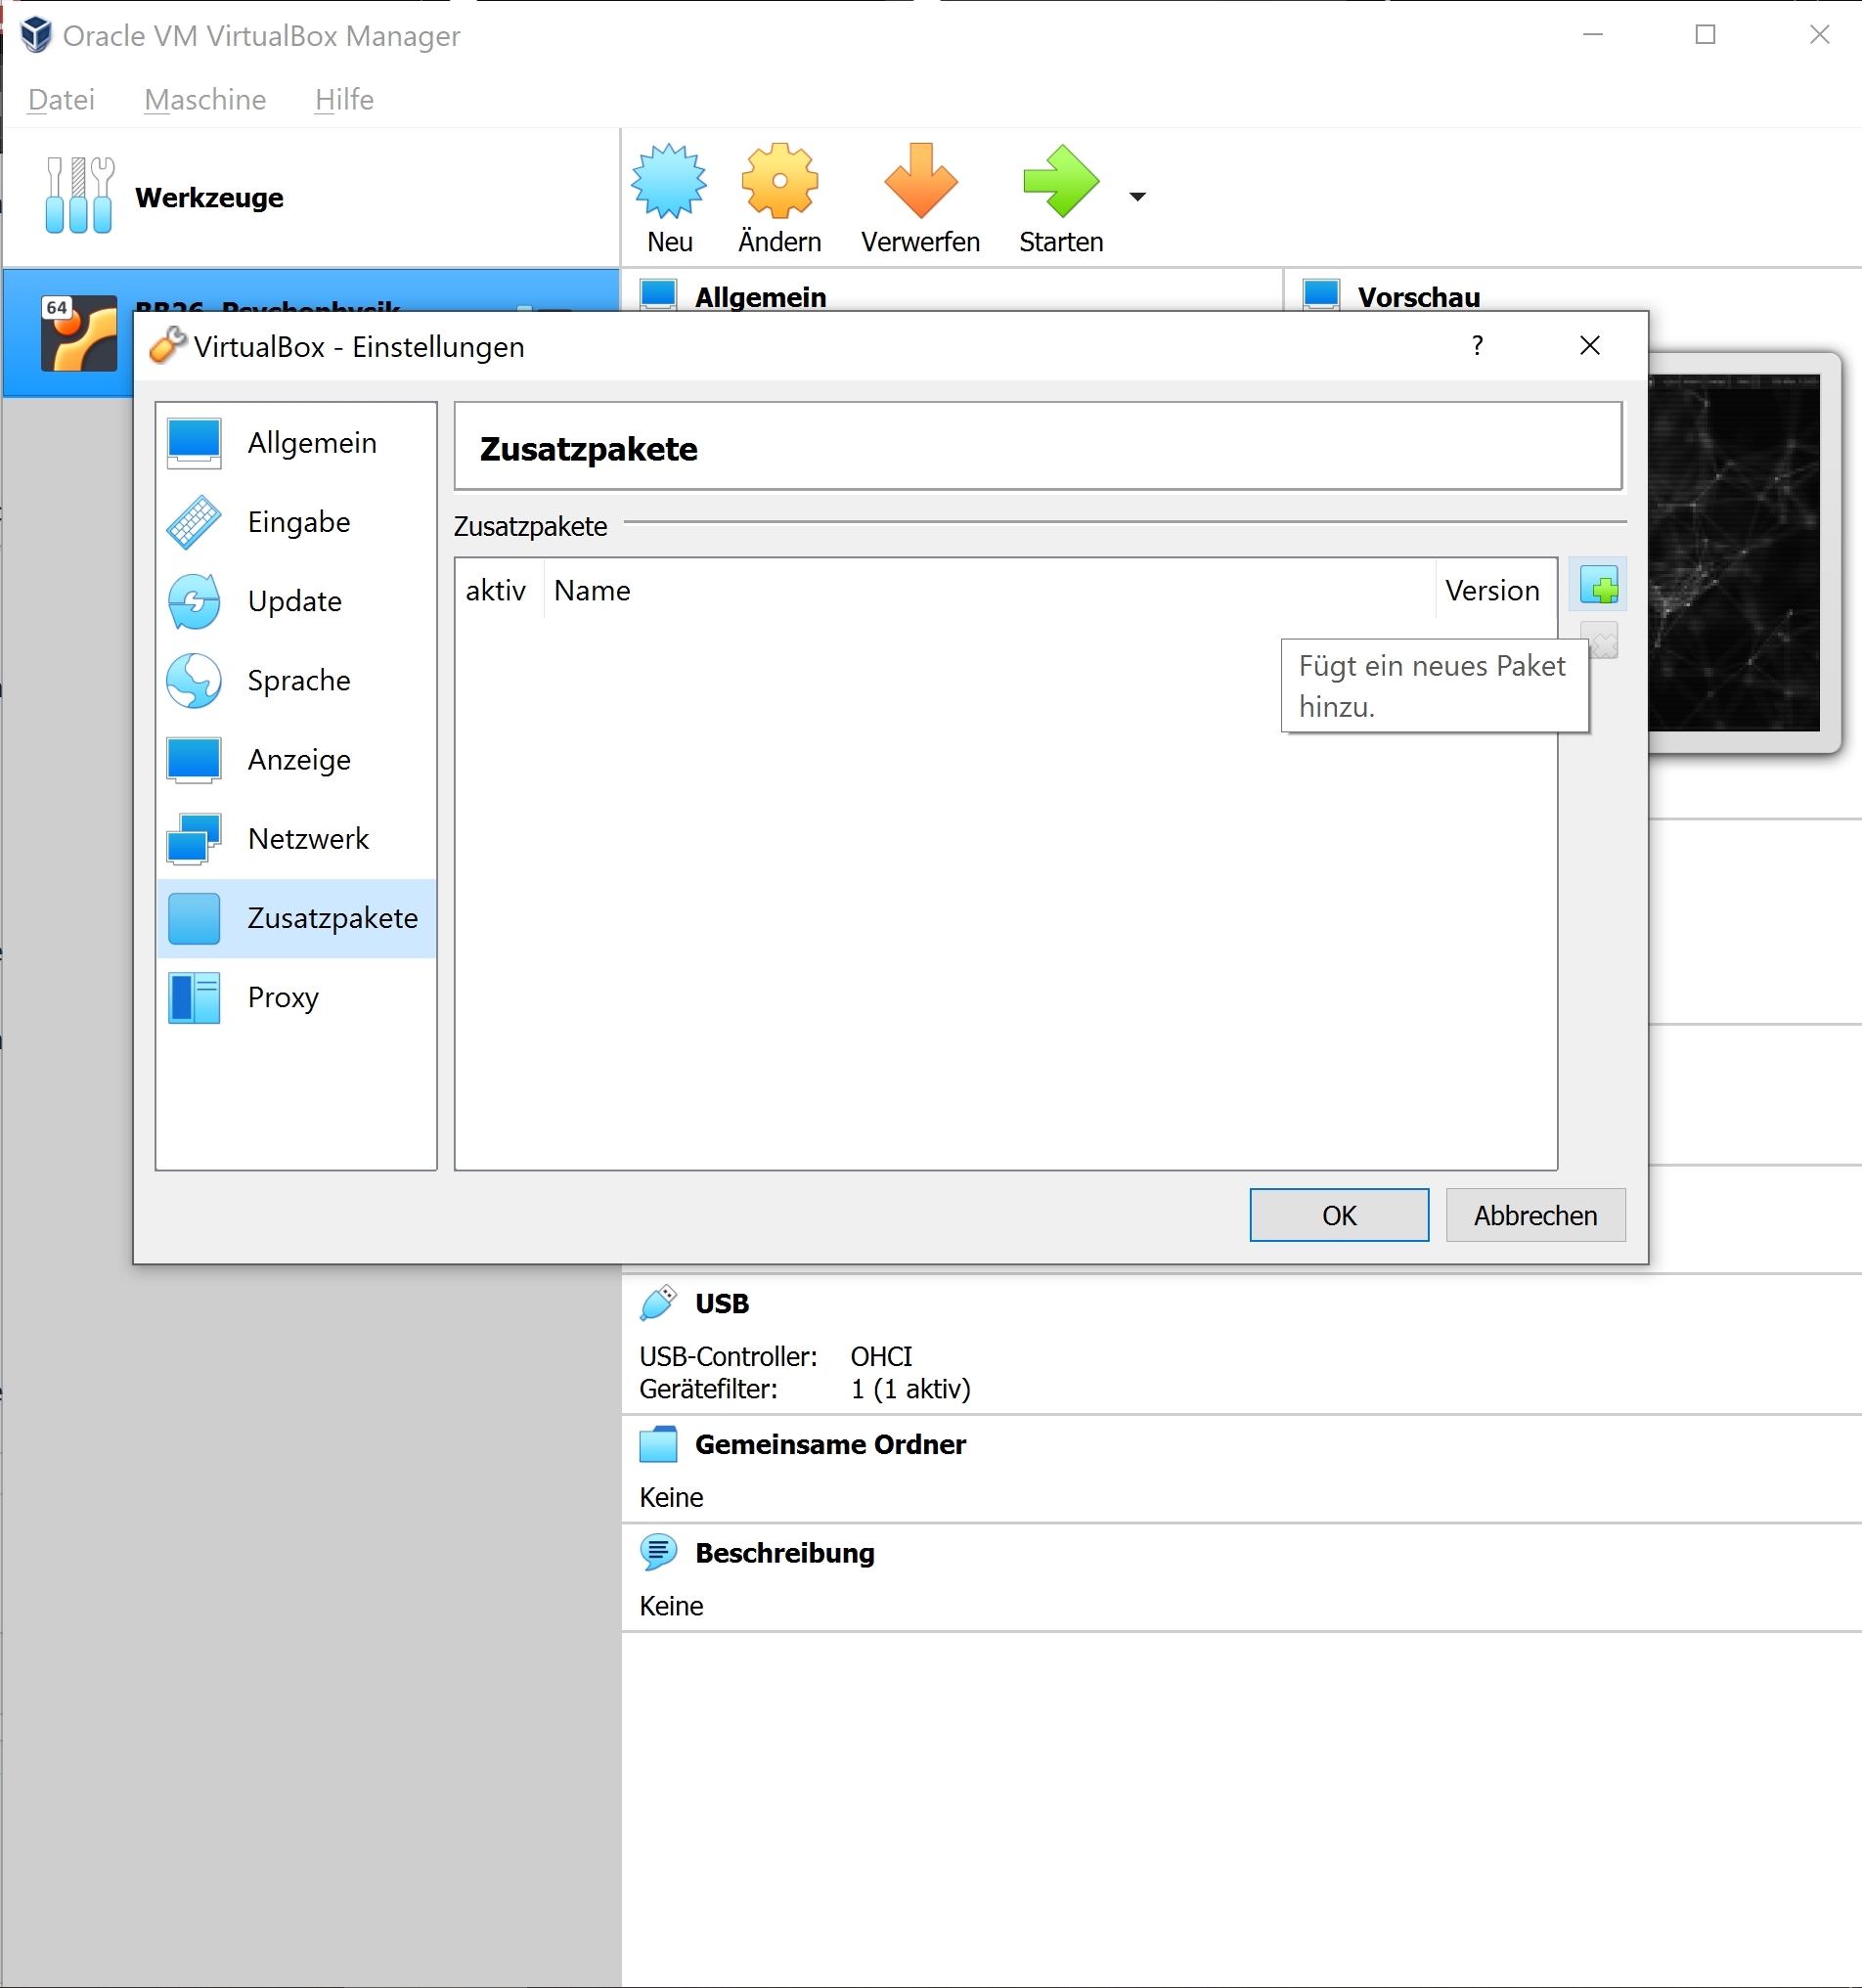 Oracle VM VirtualBox Manager
Datei Maschine Hilfe
Werkzeuge
Neu Ändern Verwerfen Starten
64
Allgemein
Vorschau
VirtualBox - Einstellungen
?
Allgemein
Eingabe
Update
Sprache
Anzeige
Netzwerk
Zusatzpakete
Proxy
Zusatzpakete
Zusatzpakete
aktiv Name Version
Fügt ein neues Paket
hinzu.
OK Abbrechen
USB
USB-Controller: OHCI
Gerätefilter: 1 (1 aktiv)
Gemeinsame Ordner
Keine
Beschreibung
Keine